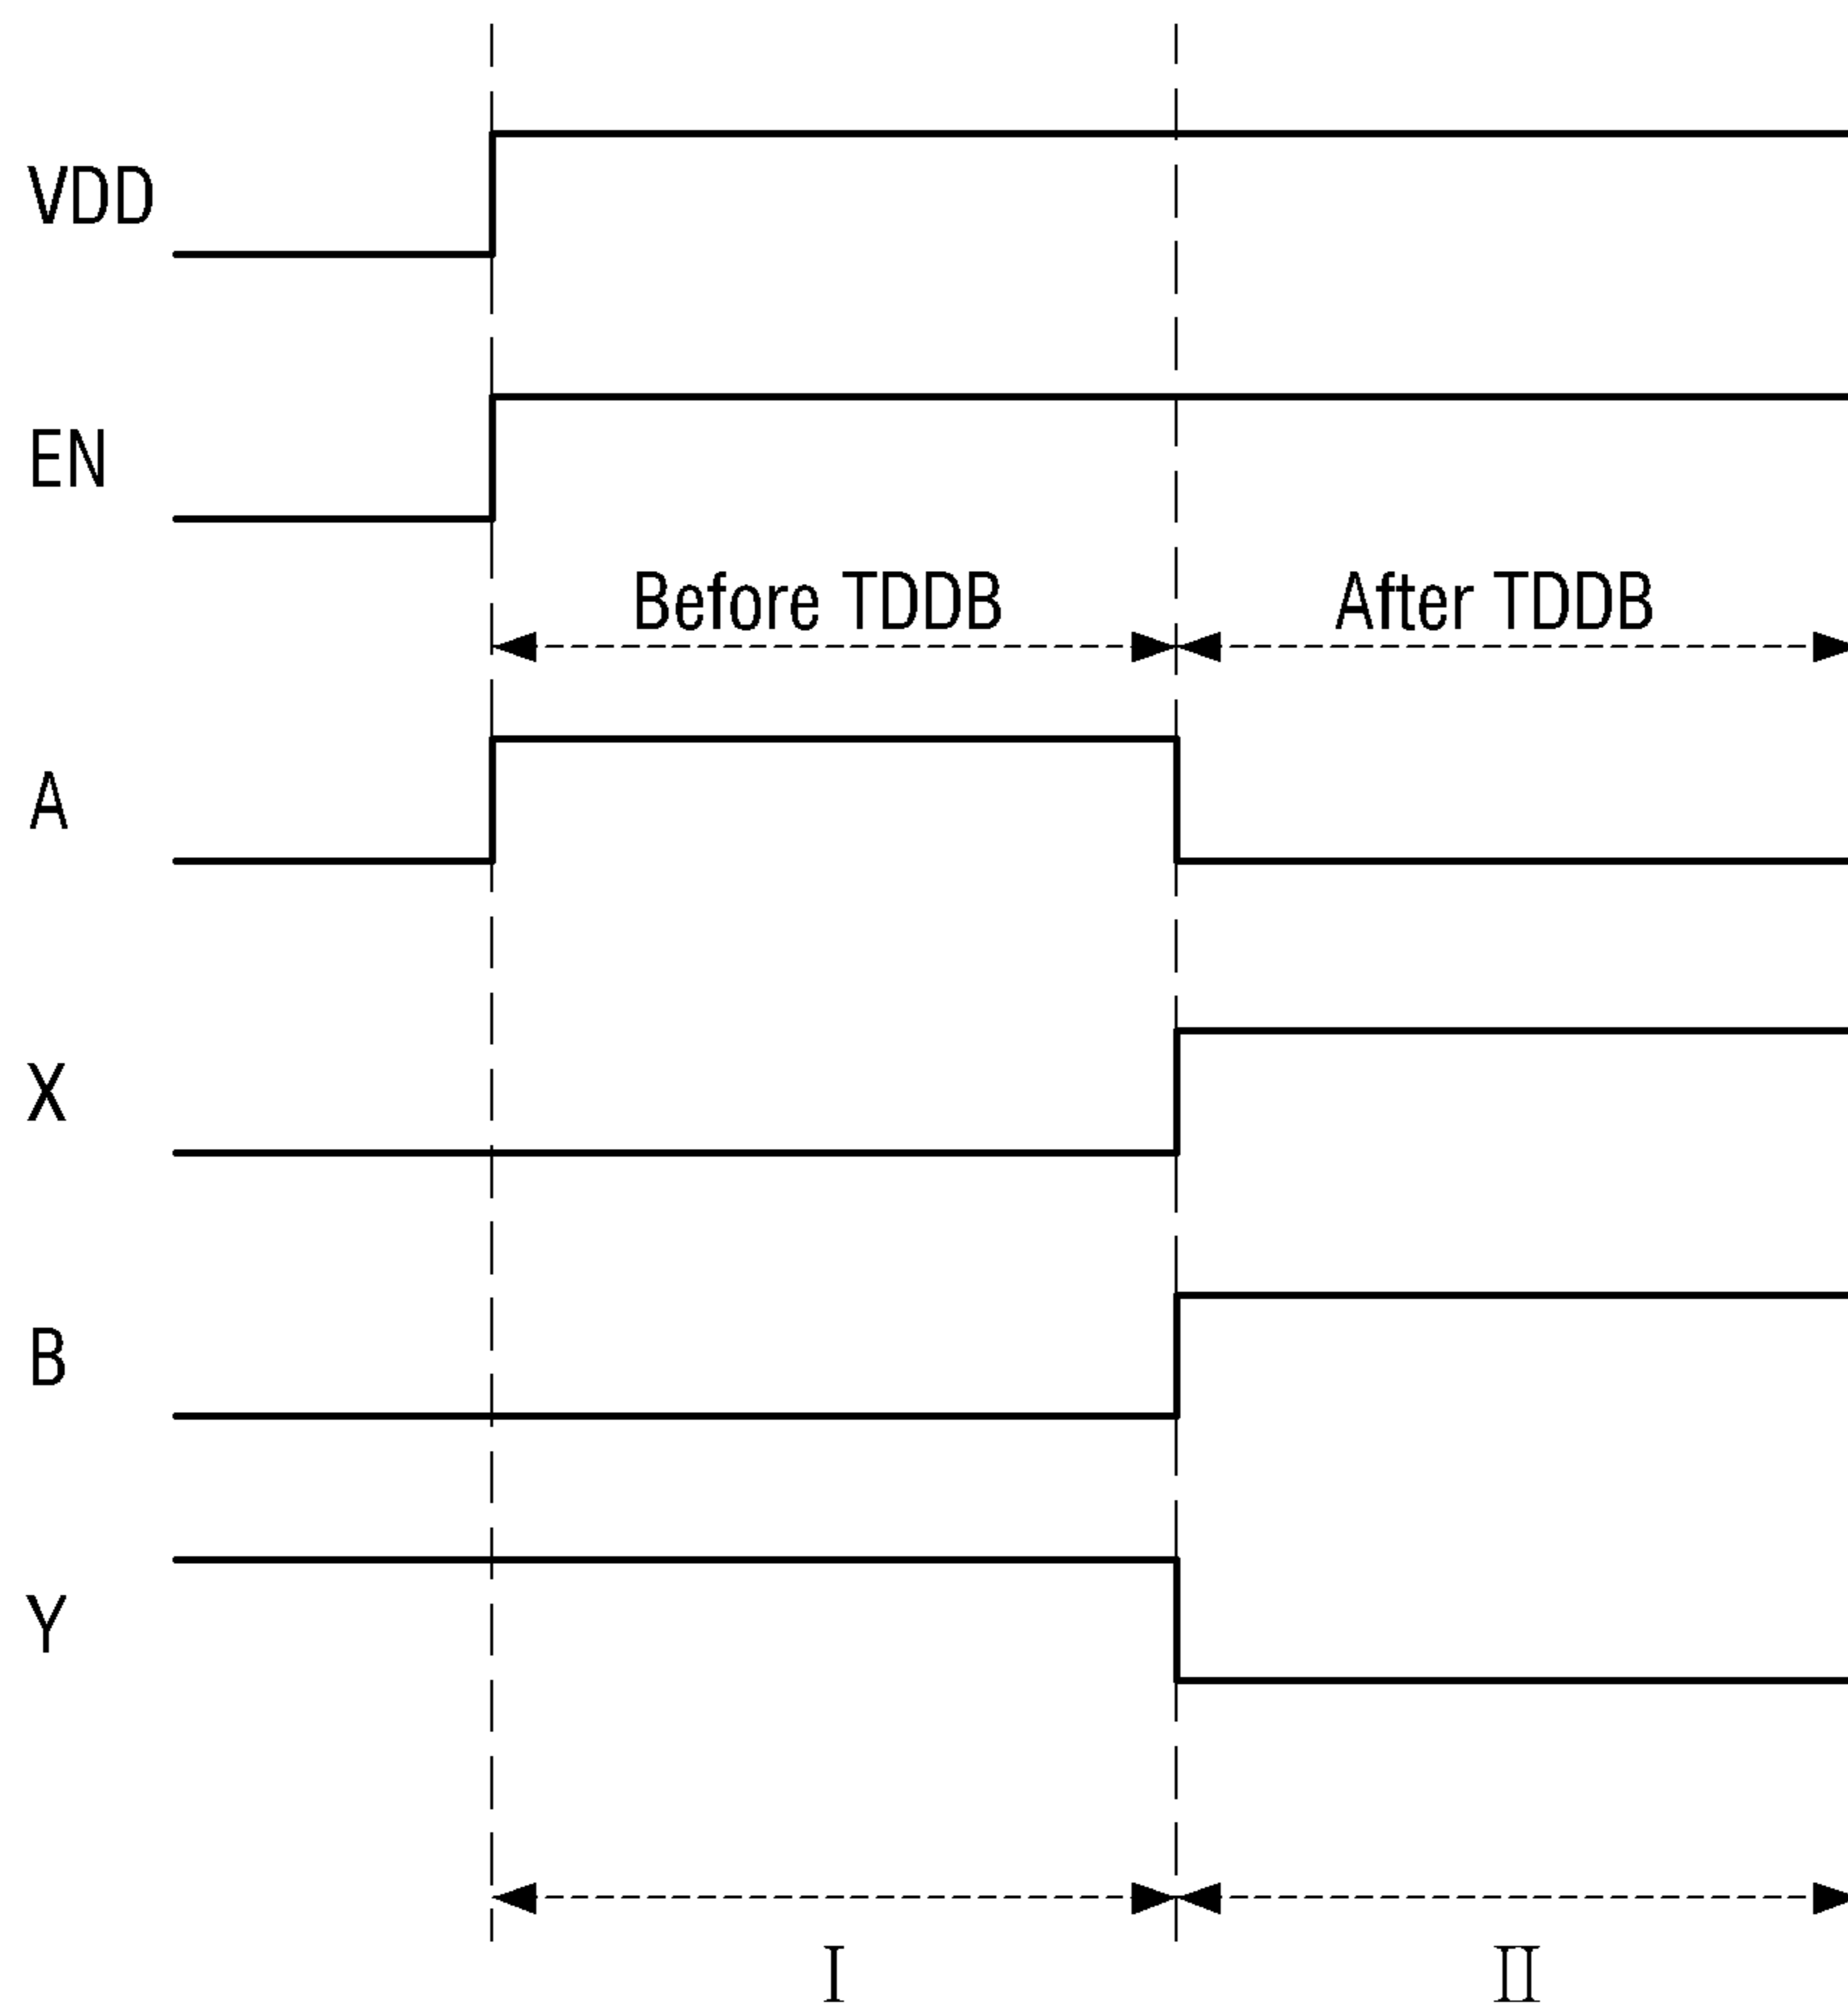 VDD
EN
Before TDDB After TDDB
A
X
B
Y
I II